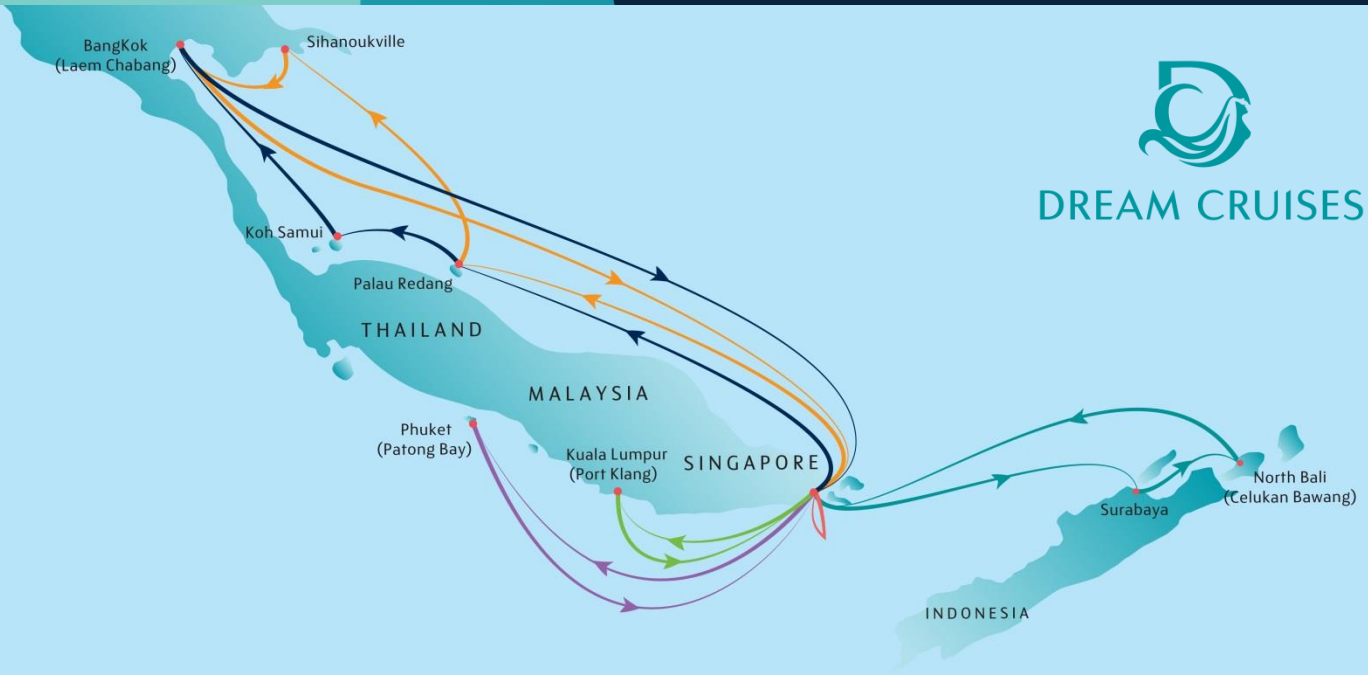 BangKok
(Laem Chabang)
Sihanoukville
DREAM CRUISES
Koh Samui
Palau Redang
THAILAND
MALAYSIA
Phuket
(Patong Bay)
Kuala Lumpur
(Port Klang)
SINGAPORE
North Bali
(Celukan Bawang)
Surabaya
INDONESIA